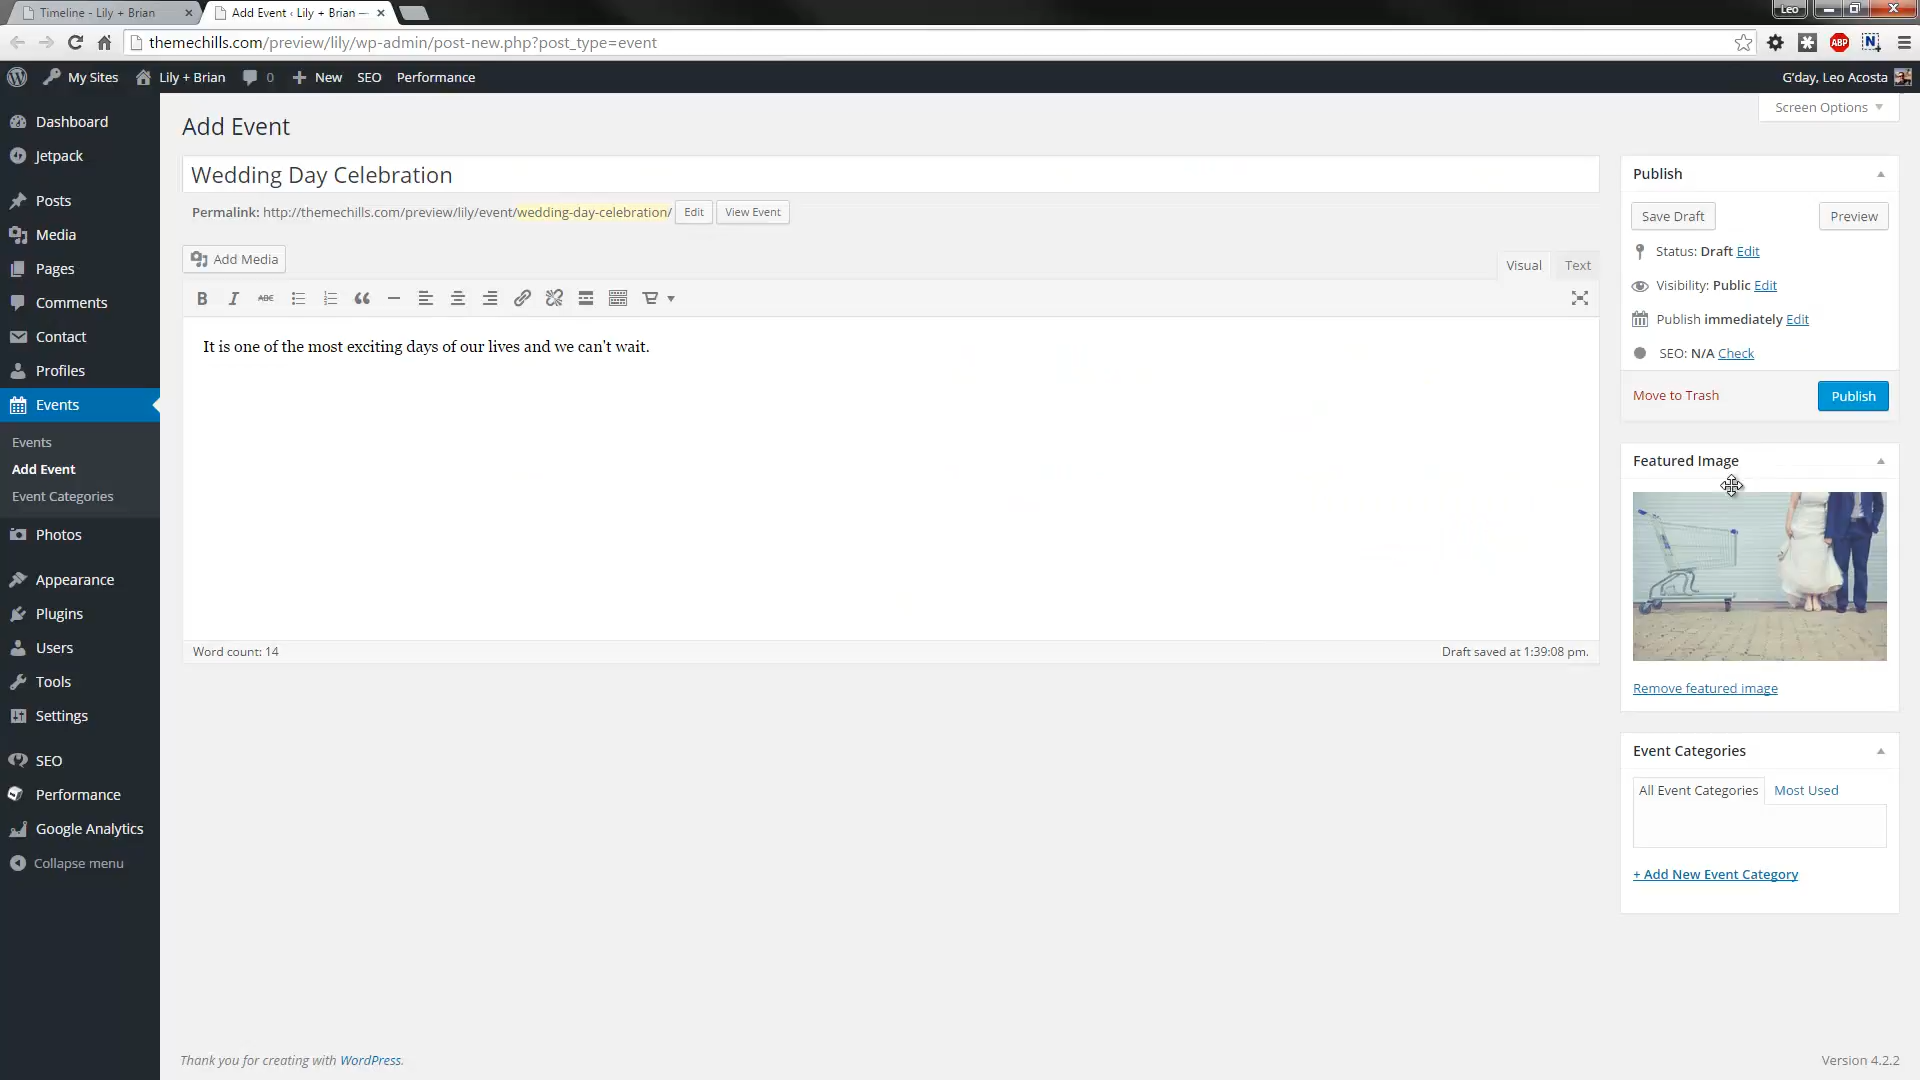 Timeline - Lily + Brian
Add Event ‹ Lily + Brian —
Leo
themechills.com/preview/lily/wp-admin/post-new.php?post_type=event
ABP
N
My Sites
Lily + Brian
0
New
SEO
Performance
G'day, Leo Acosta
Dashboard
Jetpack
Posts
Media
Pages
Comments
Contact
Profiles
Events
Events
Add Event
Event Categories
Photos
Appearance
Plugins
Users
Tools
Settings
SEO
Performance
Google Analytics
Collapse menu
Screen Options
Add Event
Wedding Day Celebration
Permalink: http://themechills.com/preview/lily/event/wedding-day-celebration/ Edit View Event
Add Media
Visual Text
B I ABC
It is one of the most exciting days of our lives and we can't wait.
Word count: 14
Draft saved at 1:39:08 pm.
Publish
Save Draft Preview
Status: Draft Edit
Visibility: Public Edit
Publish immediately Edit
SEO: N/A Check
Move to Trash Publish
Featured Image
Remove featured image
Event Categories
All Event Categories Most Used
+ Add New Event Category
Thank you for creating with WordPress.
Version 4.2.2